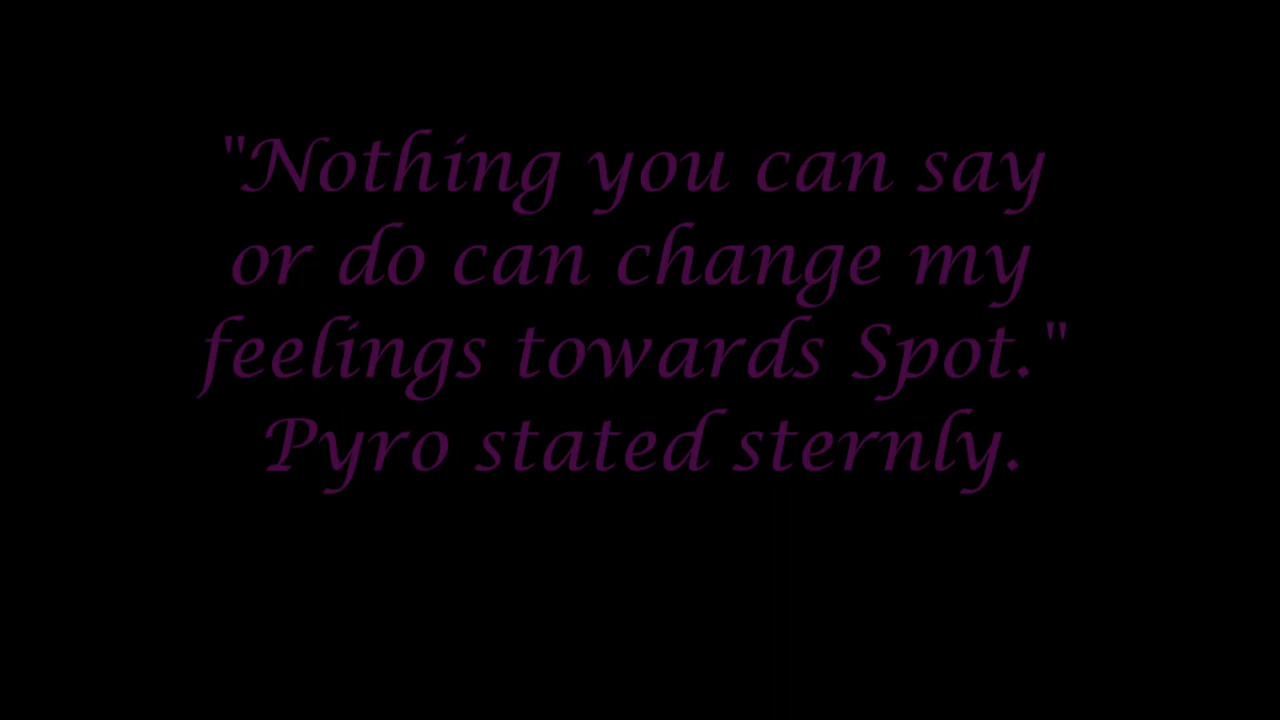 "Nothing you can say
or do can change my
feelings towards Spot."
Pyro stated sternly.